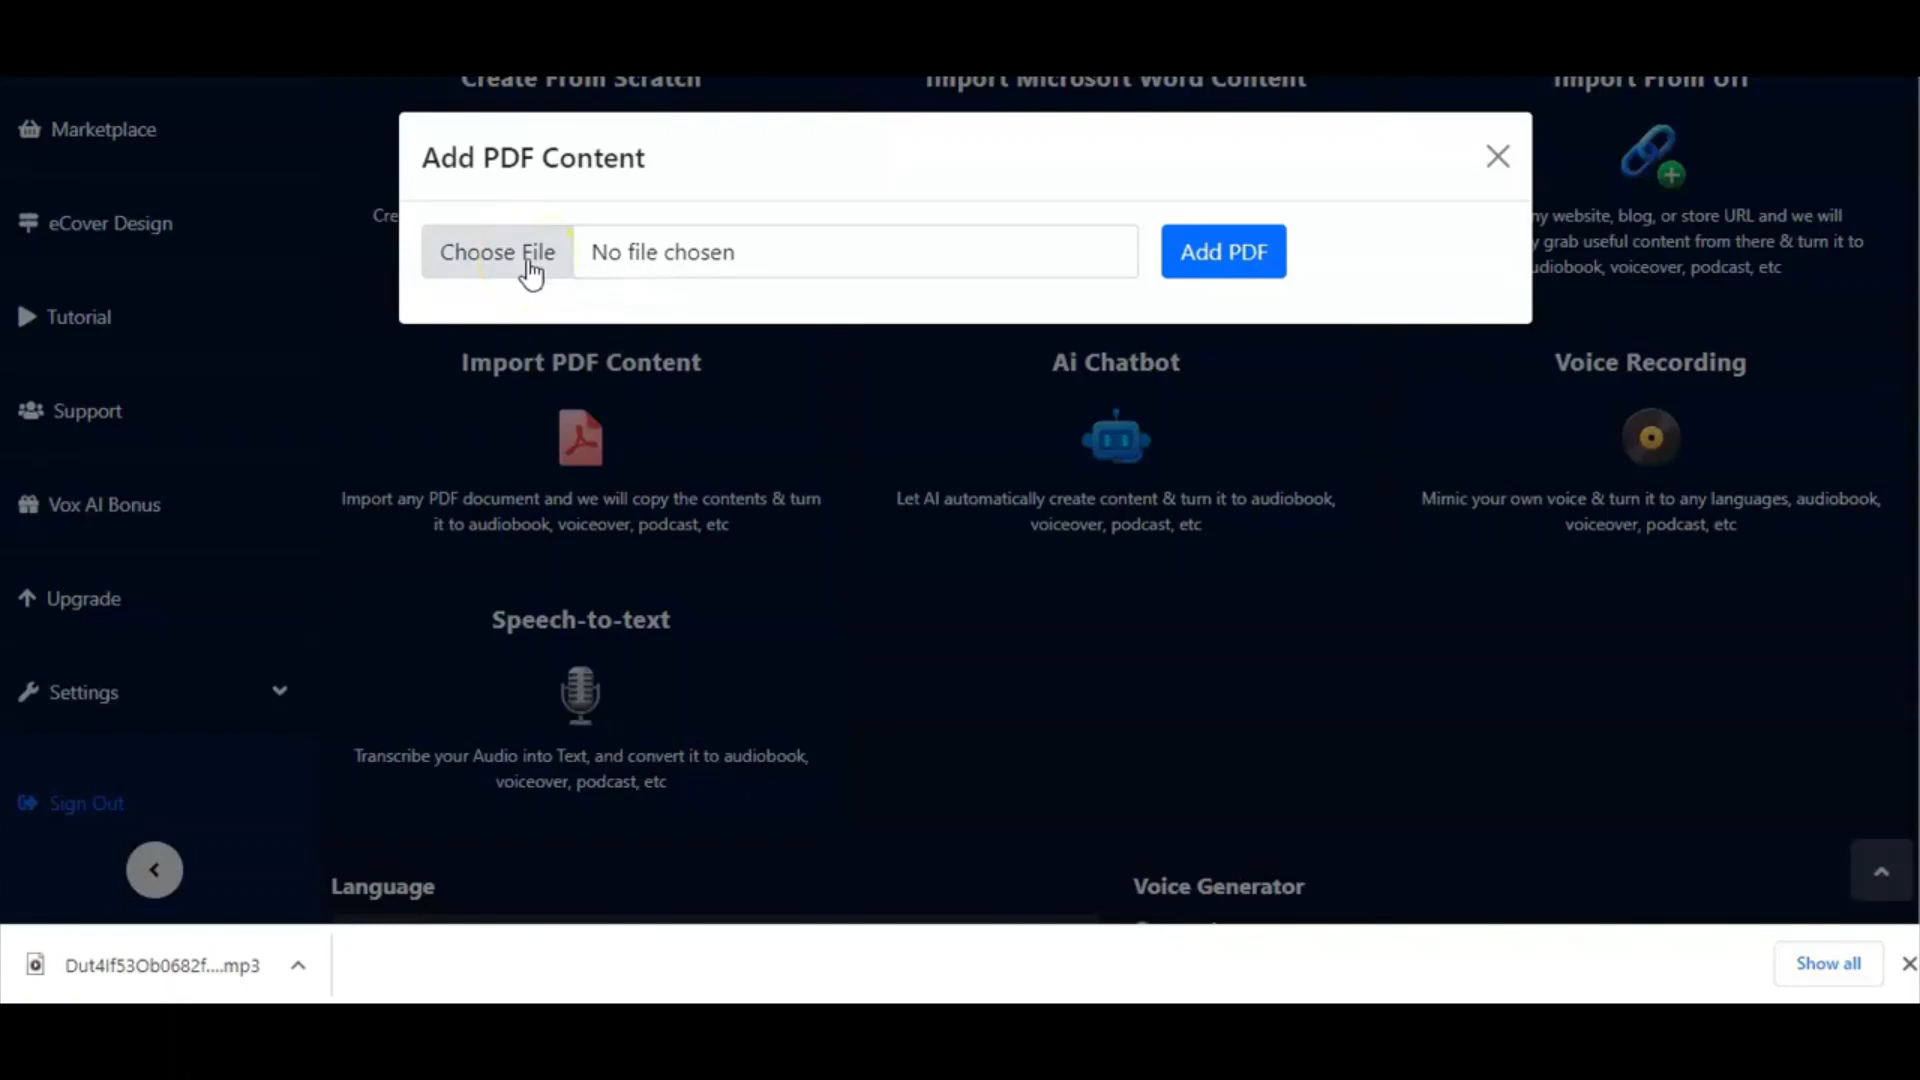 Create From Scratch
Import Microsoft Word Content
Import From Url
Marketplace
eCover Design
Tutorial
Support
Vox AI Bonus
Upgrade
Settings
Sign Out
Add PDF Content
Choose File
No file chosen
Add PDF
Cre
ny website, blog, or store URL and we will
y grab useful content from there & turn it to
udiobook, voiceover, podcast, etc
Import PDF Content
Import any PDF document and we will copy the contents & turn
it to audiobook, voiceover, podcast, etc
Ai Chatbot
Let AI automatically create content & turn it to audiobook,
voiceover, podcast, etc
Voice Recording
Mimic your own voice & turn it to any languages, audiobook,
voiceover, podcast, etc
Speech-to-text
Transcribe your Audio into Text, and convert it to audiobook,
voiceover, podcast, etc
Language
Voice Generator
Dut4If53Ob0682f....mp3
Show all